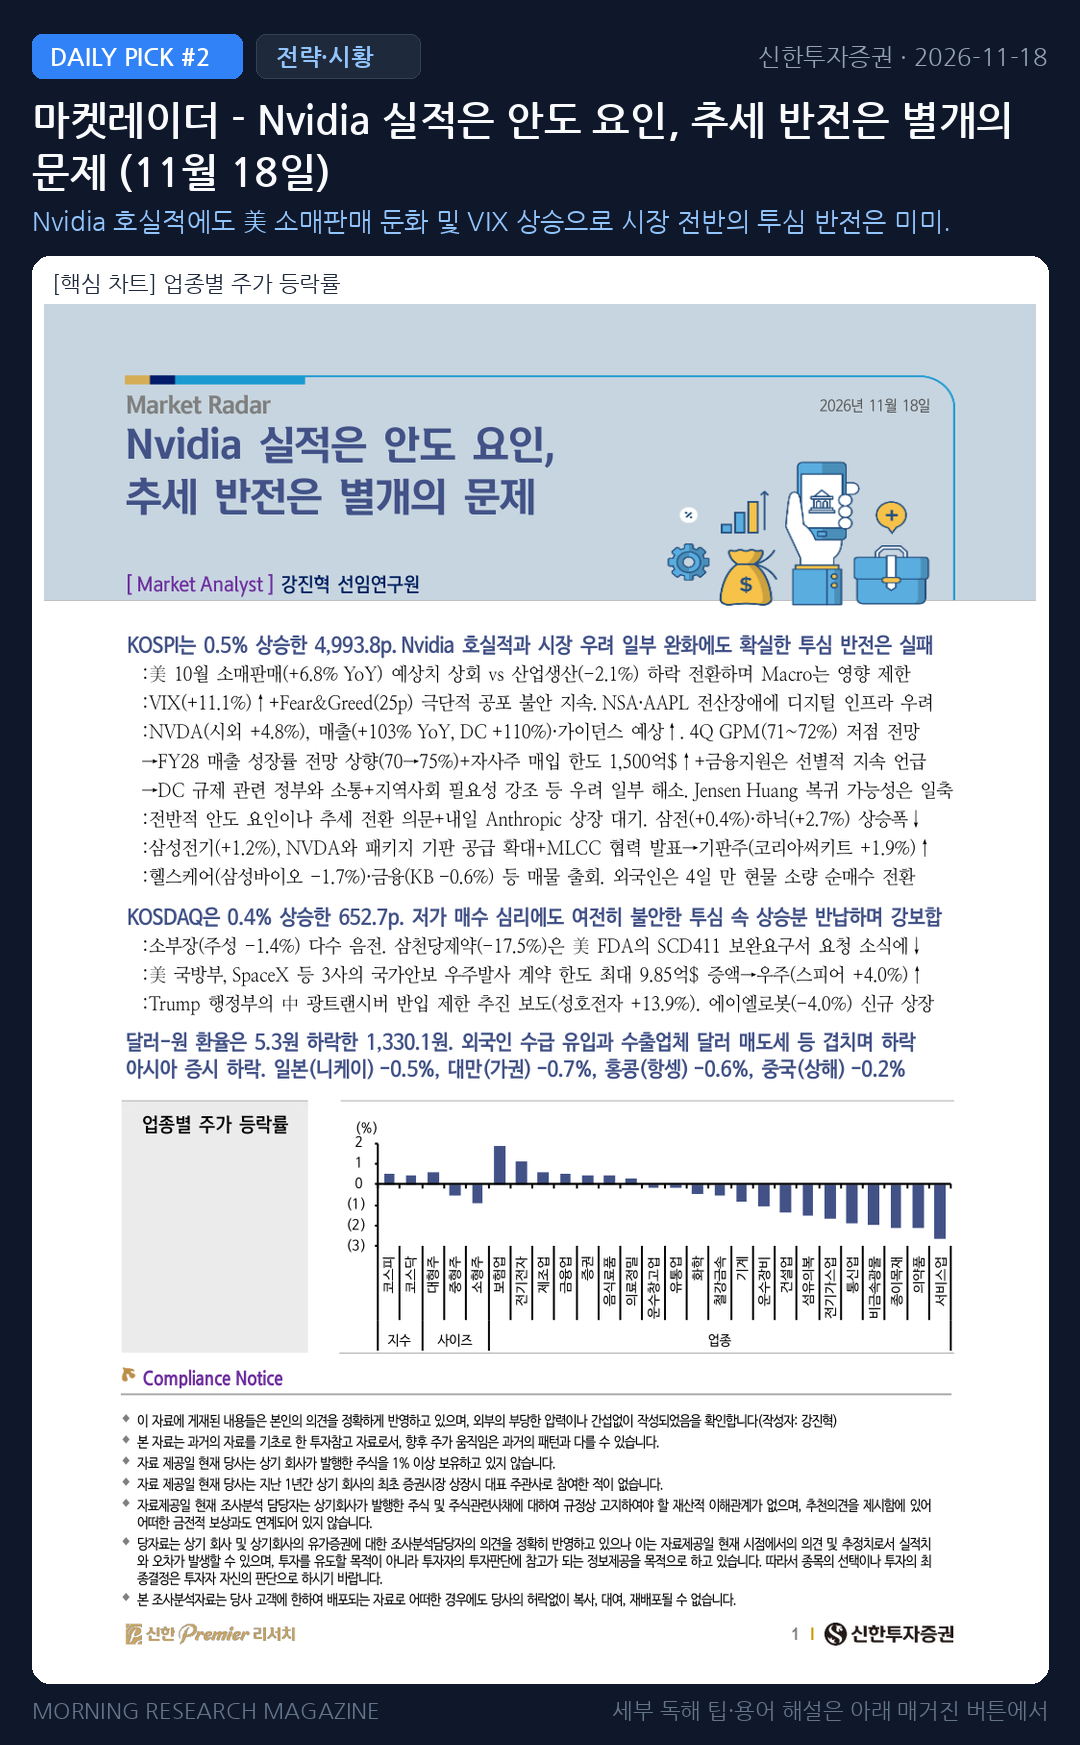 DAILY PICK #2
전략·시황
신한투자증권 · 2026-11-18
마켓레이더 - Nvidia 실적은 안도 요인, 추세 반전은 별개의
문제 (11월 18일)
Nvidia 호실적에도 美 소매판매 둔화 및 VIX 상승으로 시장 전반의 투심 반전은 미미.
[핵심 차트] 업종별 주가 등락률
Market Radar
2026년 11월 18일
Nvidia 실적은 안도 요인,
추세 반전은 별개의 문제
[ Market Analyst ] 강진혁 선임연구원
KOSPI는 0.5% 상승한 4,993.8p. Nvidia 호실적과 시장 우려 일부 완화에도 확실한 투심 반전은 실패
:美 10월 소매판매(+6.8% YoY) 예상치 상회 vs 산업생산(-2.1%) 하락 전환하며 Macro는 영향 제한
:VIX(+11.1%)↑+Fear&Greed(25p) 극단적 공포 불안 지속. NSA·AAPL 전산장애에 디지털 인프라 우려
:NVDA(시외 +4.8%), 매출(+103% YoY, DC +110%)·가이던스 예상↑. 4Q GPM(71~72%) 저점 전망
→FY28 매출 성장률 전망 상향(70→75%)+자사주 매입 한도 1,500억$↑+금융지원은 선별적 지속 언급
→DC 규제 관련 정부와 소통+지역사회 필요성 강조 등 우려 일부 해소. Jensen Huang 복귀 가능성은 일축
:전반적 안도 요인이나 추세 전환 의문+내일 Anthropic 상장 대기. 삼전(+0.4%)·하닉(+2.7%) 상승폭↓
:삼성전기(+1.2%), NVDA와 패키지 기판 공급 확대+MLCC 협력 발표→기판주(코리아써키트 +1.9%)↑
:헬스케어(삼성바이오 -1.7%)·금융(KB -0.6%) 등 매물 출회. 외국인은 4일 만 현물 소량 순매수 전환
KOSDAQ은 0.4% 상승한 652.7p. 저가 매수 심리에도 여전히 불안한 투심 속 상승분 반납하며 강보합
:소부장(주성 -1.4%) 다수 음전. 삼천당제약(-17.5%)은 美 FDA의 SCD411 보완요구서 요청 소식에↓
:美 국방부, SpaceX 등 3사의 국가안보 우주발사 계약 한도 최대 9.85억$ 증액→우주(스피어 +4.0%)↑
:Trump 행정부의 中 광트랜시버 반입 제한 추진 보도(성호전자 +13.9%). 에이엘로봇(-4.0%) 신규 상장
달러-원 환율은 5.3원 하락한 1,330.1원. 외국인 수급 유입과 수출업체 달러 매도세 등 겹치며 하락
아시아 증시 하락. 일본(니케이) -0.5%, 대만(가권) -0.7%, 홍콩(항셍) -0.6%, 중국(상해) -0.2%
업종별 주가 등락률
(%)
2
1
0
(1)
(2)
(3)
코스피
코스닥
대형주
중형주
소형주
보험업
전기전자
제조업
금융업
증권
음식료품
의료정밀
운수창고업
유통업
화학
철강금속
기계
운수장비
건설업
섬유의복
전기가스업
통신업
비금속광물
종이목재
의약품
서비스업
지수
사이즈
업종
Compliance Notice
이 자료에 게재된 내용들은 본인의 의견을 정확하게 반영하고 있으며, 외부의 부당한 압력이나 간섭없이 작성되었음을 확인합니다(작성자: 강진혁)
본 자료는 과거의 자료를 기초로 한 투자참고 자료로서, 향후 주가 움직임은 과거의 패턴과 다를 수 있습니다.
자료 제공일 현재 당사는 상기 회사가 발행한 주식을 1% 이상 보유하고 있지 않습니다.
자료 제공일 현재 당사는 지난 1년간 상기 회사의 최초 증권시장 상장시 대표 주관사로 참여한 적이 없습니다.
자료제공일 현재 조사분석 담당자는 상기회사가 발행한 주식 및 주식관련사채에 대하여 규정상 고지하여야 할 재산적 이해관계가 없으며, 추천의견을 제시함에 있어
어떠한 금전적 보상과도 연계되어 있지 않습니다.
당자료는 상기 회사 및 상기회사의 유가증권에 대한 조사분석담당자의 의견을 정확히 반영하고 있으나 이는 자료제공일 현재 시점에서의 의견 및 추정치로서 실적치
와 오차가 발생할 수 있으며, 투자를 유도할 목적이 아니라 투자자의 투자판단에 참고가 되는 정보제공을 목적으로 하고 있습니다. 따라서 종목의 선택이나 투자의 최
종결정은 투자자 자신의 판단으로 하시기 바랍니다.
본 조사분석자료는 당사 고객에 한하여 배포되는 자료로 어떠한 경우에도 당사의 허락없이 복사, 대여, 재배포될 수 없습니다.
신한 Premier 리서치
1 | 신한투자증권
MORNING RESEARCH MAGAZINE
세부 독해 팁·용어 해설은 아래 매거진 버튼에서